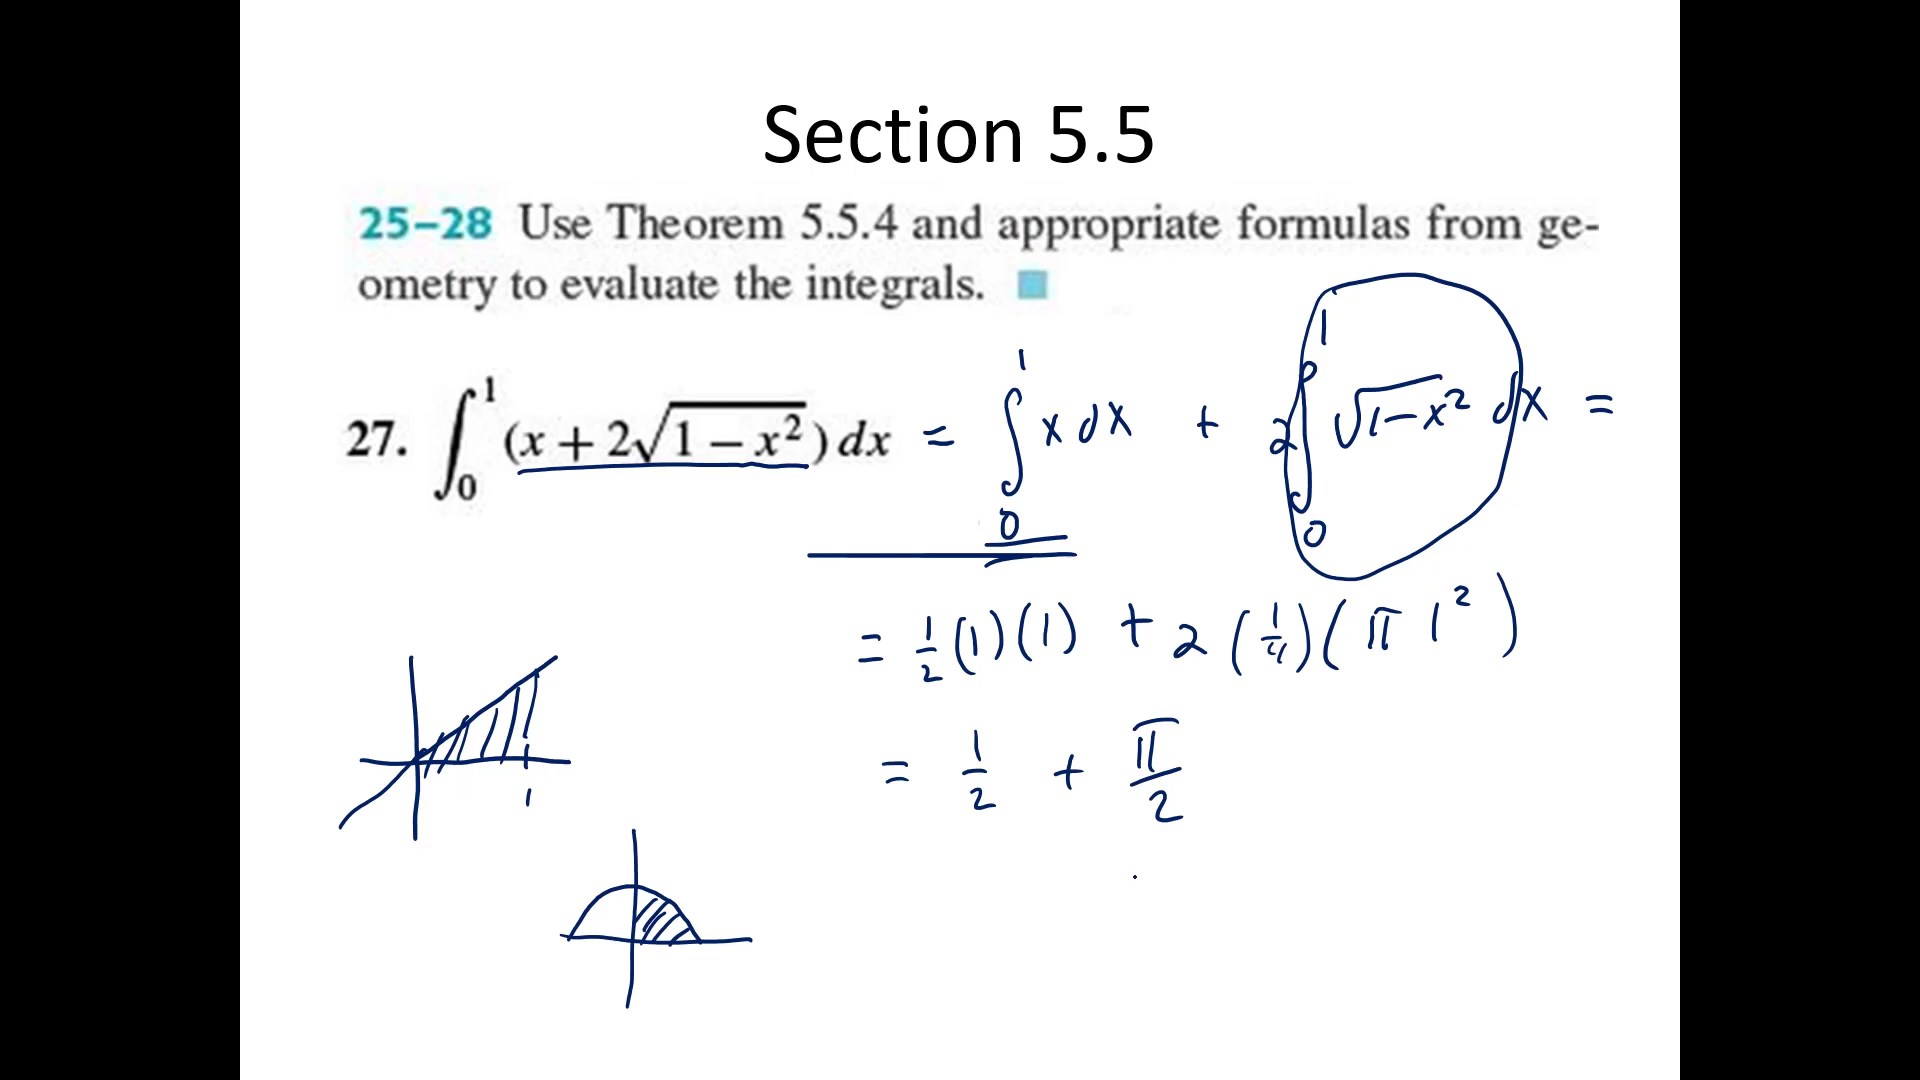 Section 5.5
25–28 Use Theorem 5.5.4 and appropriate formulas from ge-
ometry to evaluate the integrals. ■
27. ∫₀¹ (x + 2√(1 − x²)) dx = ∫₀¹ x dx + 2 ∫₀¹ √(1-x²) dx =
= 1/2 (1)(1) + 2 (1/4)(π 1²)
= 1/2 + π/2
1